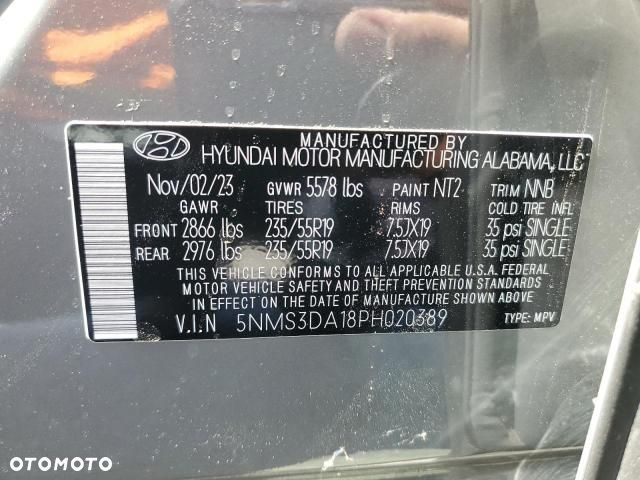 MANUFACTURED BY
HYUNDAI MOTOR MANUFACTURING ALABAMA, LLC
Nov/02/23 GVWR 5578 lbs PAINT NT2 TRIM NNB
GAWR TIRES RIMS COLD TIRE INFL
FRONT 2866 lbs 235/55R19 7.5JX19 35 psi SINGLE
REAR 2976 lbs 235/55R19 7.5JX19 35 psi SINGLE
THIS VEHICLE CONFORMS TO ALL APPLICABLE U.S.A. FEDERAL
MOTOR VEHICLE SAFETY AND THEFT PREVENTION STANDARDS
IN EFFECT ON THE DATE OF MANUFACTURE SHOWN ABOVE.
V.I.N 5NMS3DA18PH020389 TYPE: MPV
OTOMOTO